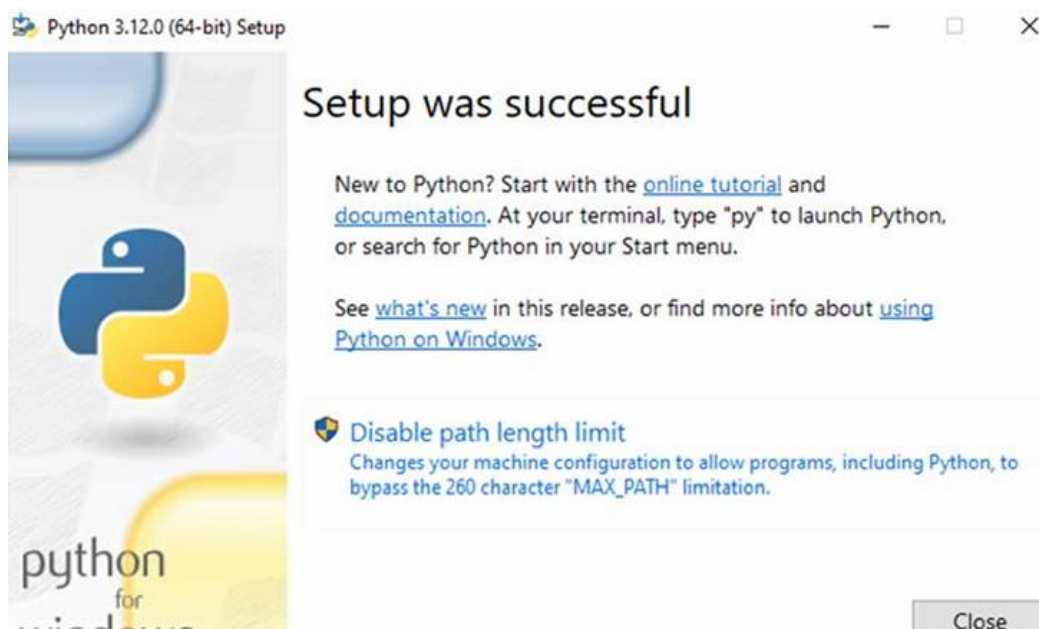 Python 3.12.0 (64-bit) Setup
Setup was successful
New to Python? Start with the online tutorial and
documentation. At your terminal, type "py" to launch Python,
or search for Python in your Start menu.
See what's new in this release, or find more info about using
Python on Windows.
Disable path length limit
Changes your machine configuration to allow programs, including Python, to
bypass the 260 character "MAX_PATH" limitation.
python
for
windows
Close